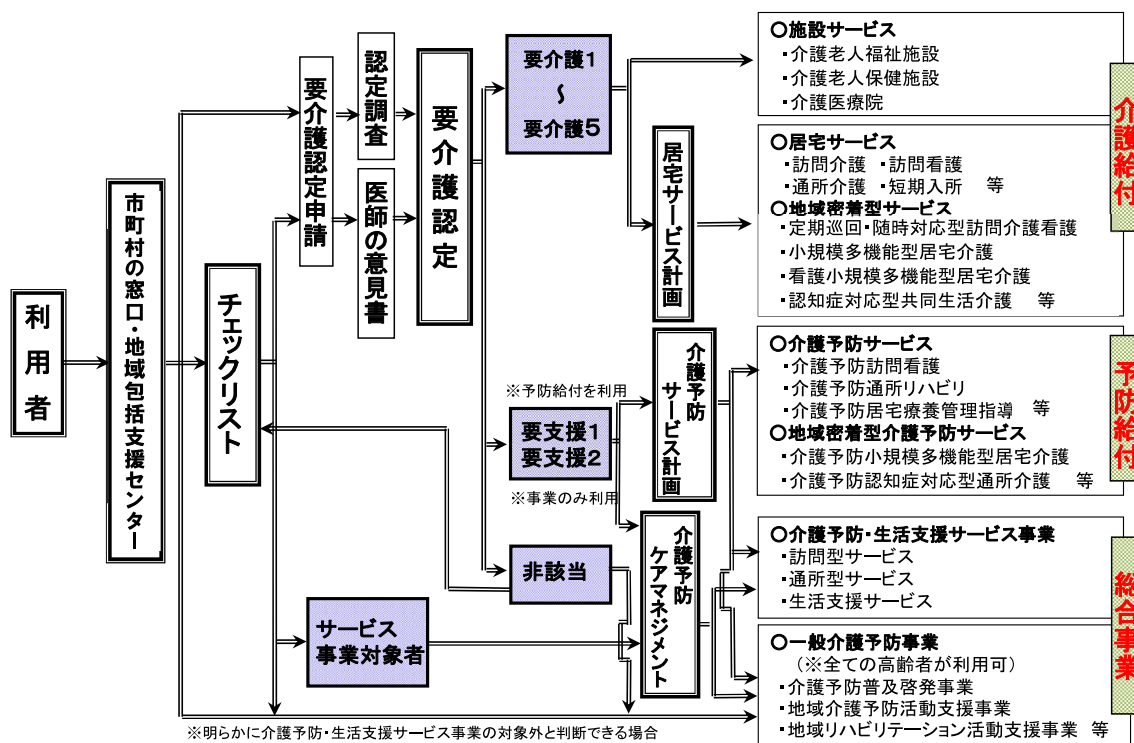 利用者
市町村の窓口・地域包括支援センター
チェックリスト
要介護認定申請
認定調査
医師の意見書
要介護認定
要介護1
～
要介護5
※予防給付を利用
要支援1
要支援2
※事業のみ利用
非該当
サービス
事業対象者
居宅サービス計画
介護予防
サービス計画
介護予防
ケアマネジメント
○施設サービス
・介護老人福祉施設
・介護老人保健施設
・介護医療院
○居宅サービス
・訪問介護 ・訪問看護
・通所介護 ・短期入所 等
○地域密着型サービス
・定期巡回・随時対応型訪問介護看護
・小規模多機能型居宅介護
・看護小規模多機能型居宅介護
・認知症対応型共同生活介護 等
介護給付
○介護予防サービス
・介護予防訪問看護
・介護予防通所リハビリ
・介護予防居宅療養管理指導 等
○地域密着型介護予防サービス
・介護予防小規模多機能型居宅介護
・介護予防認知症対応型通所介護 等
予防給付
○介護予防・生活支援サービス事業
・訪問型サービス
・通所型サービス
・生活支援サービス
○一般介護予防事業
（※全ての高齢者が利用可）
・介護予防普及啓発事業
・地域介護予防活動支援事業
・地域リハビリテーション活動支援事業 等
総合事業
※明らかに介護予防・生活支援サービス事業の対象外と判断できる場合